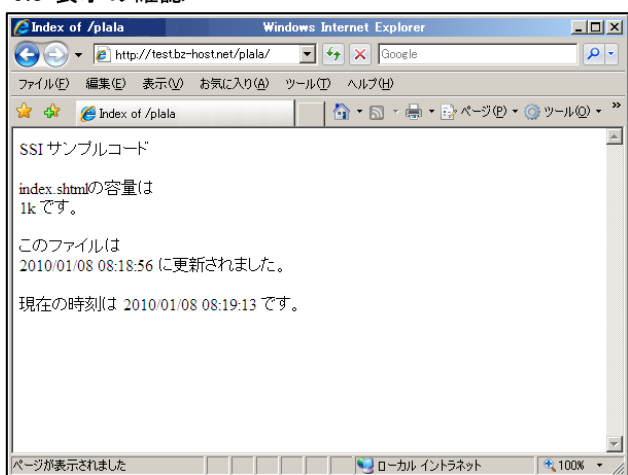 Index of /plala Windows Internet Explorer
http://test.bz-host.net/plala/ Google
ファイル(F) 編集(E) 表示(V) お気に入り(A) ツール(T) ヘルプ(H)
Index of /plala ページ(P) ツール(O) »
SSI サンプルコード
index.shtmlの容量は
1k です。
このファイルは
2010/01/08 08:18:56 に更新されました。
現在の時刻は 2010/01/08 08:19:13 です。
ページが表示されました ローカル イントラネット 100%